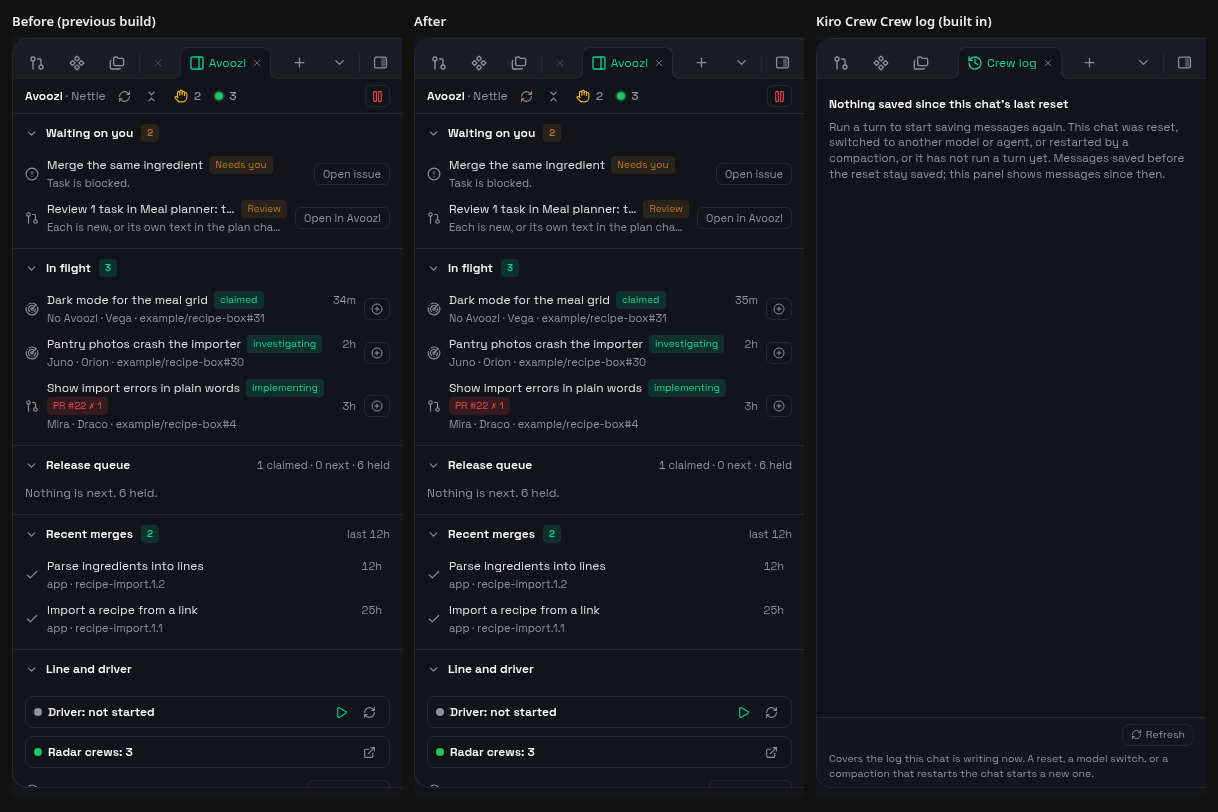 Before (previous build)
Avoozl
Avoozl · Nettle 2 3
Waiting on you 2
Merge the same ingredient Needs you
Task is blocked.
Open issue
Review 1 task in Meal planner: t... Review
Each is new, or its own text in the plan cha...
Open in Avoozl
In flight 3
Dark mode for the meal grid claimed 34m
No Avoozl · Vega · example/recipe-box#31
Pantry photos crash the importer investigating 2h
Juno · Orion · example/recipe-box#30
Show import errors in plain words implementing
PR #22 ✗ 1 3h
Mira · Draco · example/recipe-box#4
Release queue 1 claimed · 0 next · 6 held
Nothing is next. 6 held.
Recent merges 2 last 12h
Parse ingredients into lines 12h
app · recipe-import.1.2
Import a recipe from a link 25h
app · recipe-import.1.1
Line and driver
Driver: not started
Radar crews: 3
After
Avoozl
Avoozl · Nettle 2 3
Waiting on you 2
Merge the same ingredient Needs you
Task is blocked.
Open issue
Review 1 task in Meal planner: t... Review
Each is new, or its own text in the plan cha...
Open in Avoozl
In flight 3
Dark mode for the meal grid claimed 35m
No Avoozl · Vega · example/recipe-box#31
Pantry photos crash the importer investigating 2h
Juno · Orion · example/recipe-box#30
Show import errors in plain words implementing
PR #22 ✗ 1 3h
Mira · Draco · example/recipe-box#4
Release queue 1 claimed · 0 next · 6 held
Nothing is next. 6 held.
Recent merges 2 last 12h
Parse ingredients into lines 12h
app · recipe-import.1.2
Import a recipe from a link 25h
app · recipe-import.1.1
Line and driver
Driver: not started
Radar crews: 3
Kiro Crew Crew log (built in)
Crew log
Nothing saved since this chat's last reset
Run a turn to start saving messages again. This chat was reset,
switched to another model or agent, or restarted by a
compaction, or it has not run a turn yet. Messages saved before
the reset stay saved; this panel shows messages since then.
Refresh
Covers the log this chat is writing now. A reset, a model switch, or a
compaction that restarts the chat starts a new one.